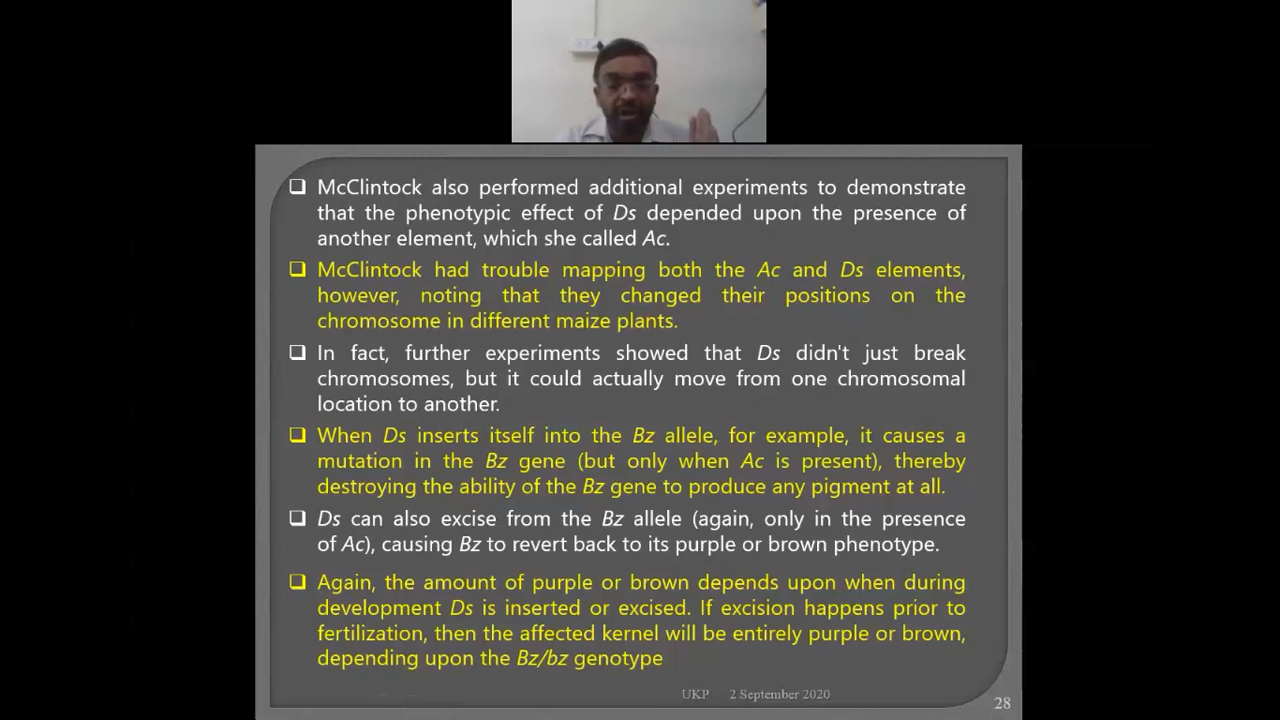 ❑ McClintock also performed additional experiments to demonstrate
that the phenotypic effect of Ds depended upon the presence of
another element, which she called Ac.
❑ McClintock had trouble mapping both the Ac and Ds elements,
however, noting that they changed their positions on the
chromosome in different maize plants.
❑ In fact, further experiments showed that Ds didn't just break
chromosomes, but it could actually move from one chromosomal
location to another.
❑ When Ds inserts itself into the Bz allele, for example, it causes a
mutation in the Bz gene (but only when Ac is present), thereby
destroying the ability of the Bz gene to produce any pigment at all.
❑ Ds can also excise from the Bz allele (again, only in the presence
of Ac), causing Bz to revert back to its purple or brown phenotype.
❑ Again, the amount of purple or brown depends upon when during
development Ds is inserted or excised. If excision happens prior to
fertilization, then the affected kernel will be entirely purple or brown,
depending upon the Bz/bz genotype
UKP 2 September 2020
28